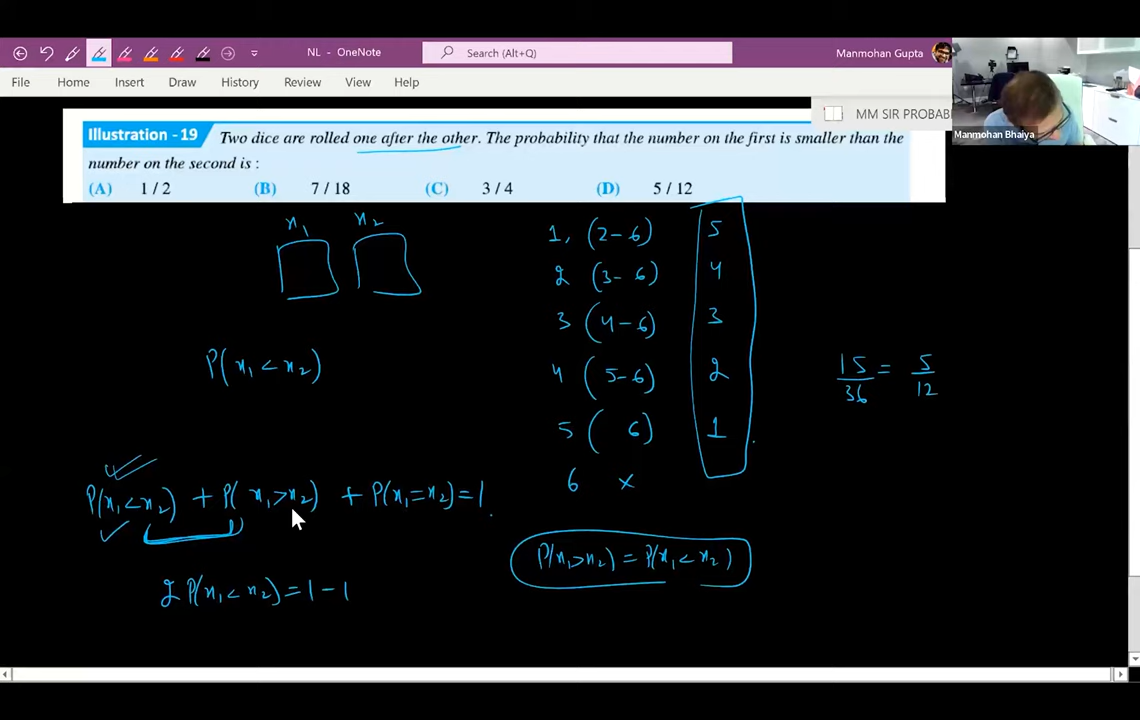 NL - OneNote
Search (Alt+Q)
Manmohan Gupta
File Home Insert Draw History Review View Help
MM SIR PROBAB
Manmohan Bhaiya
Illustration - 19 Two dice are rolled one after the other. The probability that the number on the first is smaller than the
number on the second is :
(A) 1 / 2 (B) 7 / 18 (C) 3 / 4 (D) 5 / 12
x₁ x₂
P(x₁ < x₂)
1, (2-6) 5
2 (3-6) 4
3 (4-6) 3
4 (5-6) 2
5 ( 6) 1
6 ×
15/36 = 5/12
P(x₁<x₂) + P( x₁>x₂) + P(x₁=x₂) = 1.
P(x₁>x₂) = P(x₁<x₂)
2 P(x₁<x₂) = 1 - 1